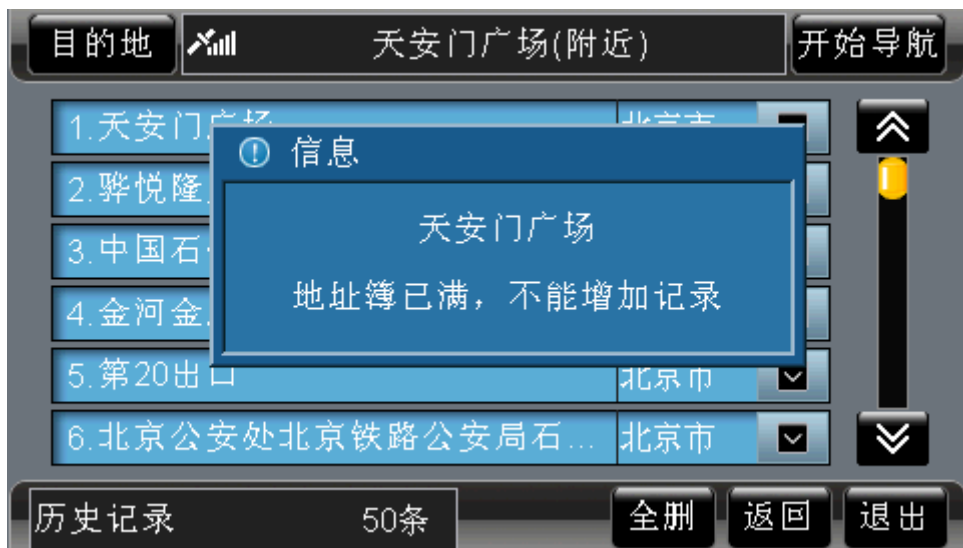 目的地 天安门广场(附近) 开始导航
1.天安门广场 北京市
信息
2.骅悦隆
天安门广场
3.中国石
地址簿已满，不能增加记录
4.金河金
5.第20出口 北京市
6.北京公安处北京铁路公安局石... 北京市
历史记录 50条 全删 返回 退出